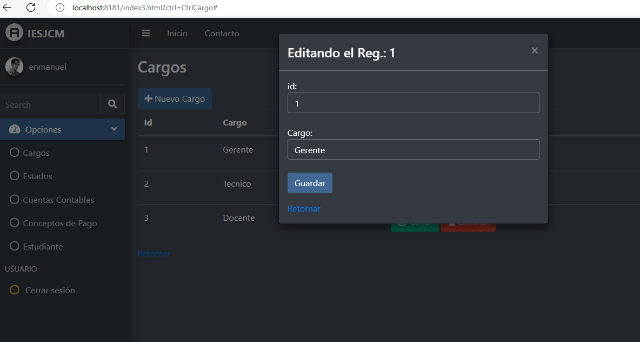 localhost:8181/index3.html?ctrl=CtrlCargo#
IESJCM
Inicio
Contacto
enmanuel
Search
Opciones
Cargos
Estados
Cuentas Contables
Conceptos de Pago
Estudiante
USUARIO
Cerrar sesión
Cargos
+ Nuevo Cargo
Id Cargo
1 Gerente
2 Tecnico
3 Docente
Retornar
Editando el Reg.: 1 ×
id:
1
Cargo:
Gerente
Guardar
Retornar